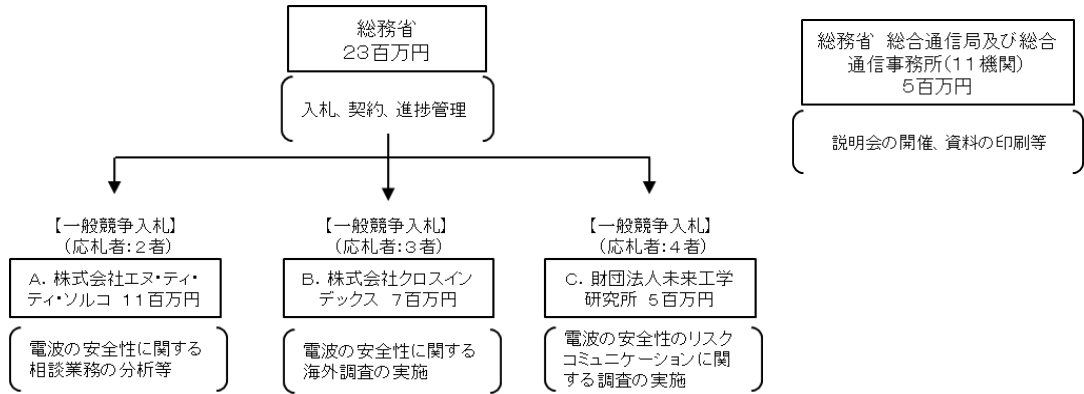 総務省
23百万円
入札、契約、進捗管理
総務省 総合通信局及び総合
通信事務所(11機関)
5百万円
説明会の開催、資料の印刷等
【一般競争入札】
(応札者:2者)
A. 株式会社エヌ・ティ・
ティ・ソルコ 11百万円
電波の安全性に関する
相談業務の分析等
【一般競争入札】
(応札者:3者)
B. 株式会社クロスイン
デックス 7百万円
電波の安全性に関する
海外調査の実施
【一般競争入札】
(応札者:4者)
C. 財団法人未来工学
研究所 5百万円
電波の安全性のリスク
コミュニケーションに関
する調査の実施